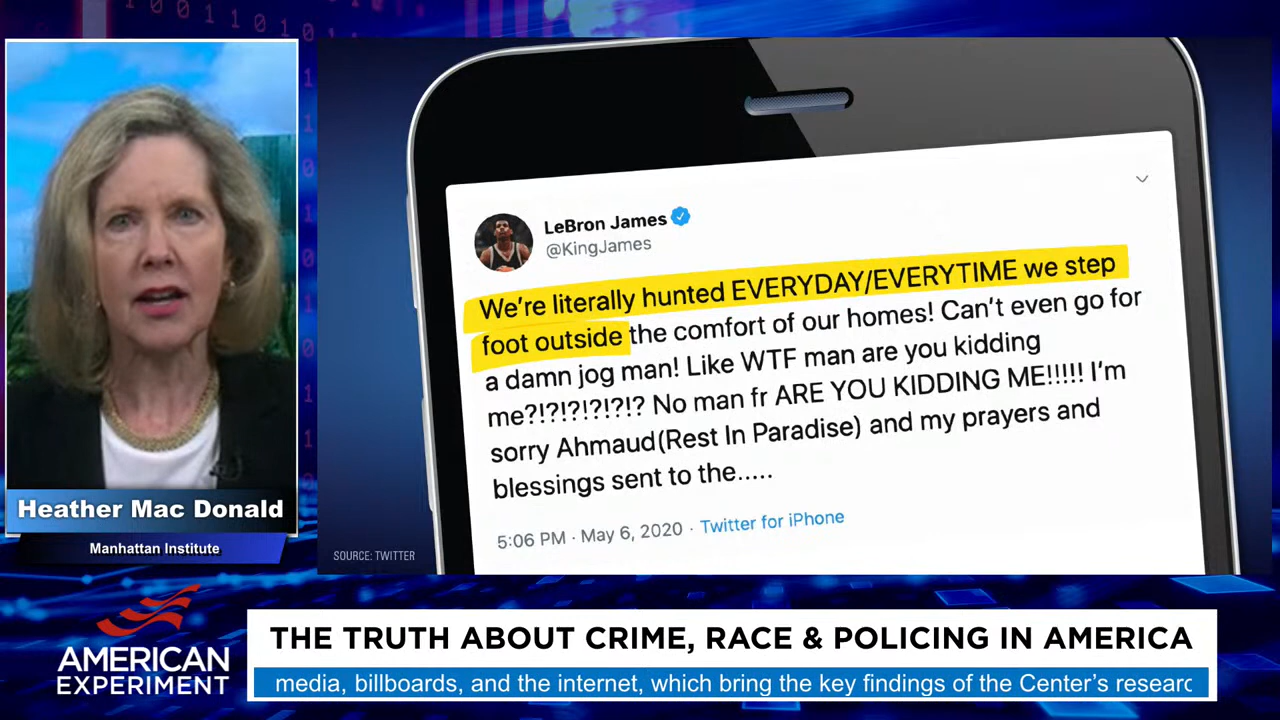 LeBron James
@KingJames
We're literally hunted EVERYDAY/EVERYTIME we step
foot outside the comfort of our homes! Can't even go for
a damn jog man! Like WTF man are you kidding
me?!?!?!?!?!? No man fr ARE YOU KIDDING ME!!!!! I'm
sorry Ahmaud(Rest In Paradise) and my prayers and
blessings sent to the.....
5:06 PM · May 6, 2020 · Twitter for iPhone
SOURCE: TWITTER
Heather Mac Donald
Manhattan Institute
AMERICAN
EXPERIMENT
THE TRUTH ABOUT CRIME, RACE & POLICING IN AMERICA
media, billboards, and the internet, which bring the key findings of the Center's researc